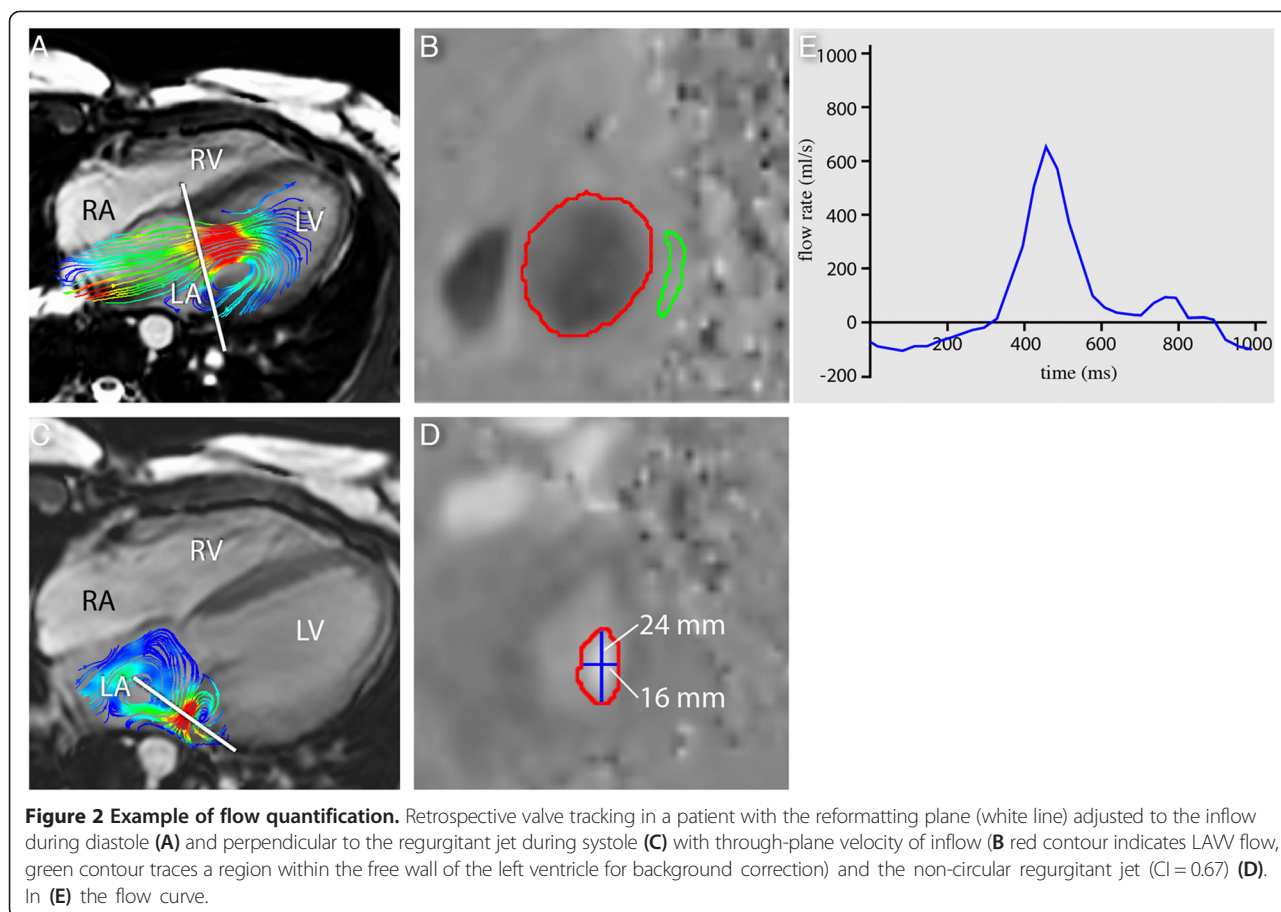 A
RV
RA
LV
LA
B
E
1000
800
600
400
200
0
-200
flow rate (ml/s)
200 400 600 800 1000
time (ms)
C
RV
RA
LV
LA
D
24 mm
16 mm
Figure 2 Example of flow quantification. Retrospective valve tracking in a patient with the reformatting plane (white line) adjusted to the inflow
during diastole (A) and perpendicular to the regurgitant jet during systole (C) with through-plane velocity of inflow (B red contour indicates LAVV flow,
green contour traces a region within the free wall of the left ventricle for background correction) and the non-circular regurgitant jet (CI = 0.67) (D).
In (E) the flow curve.